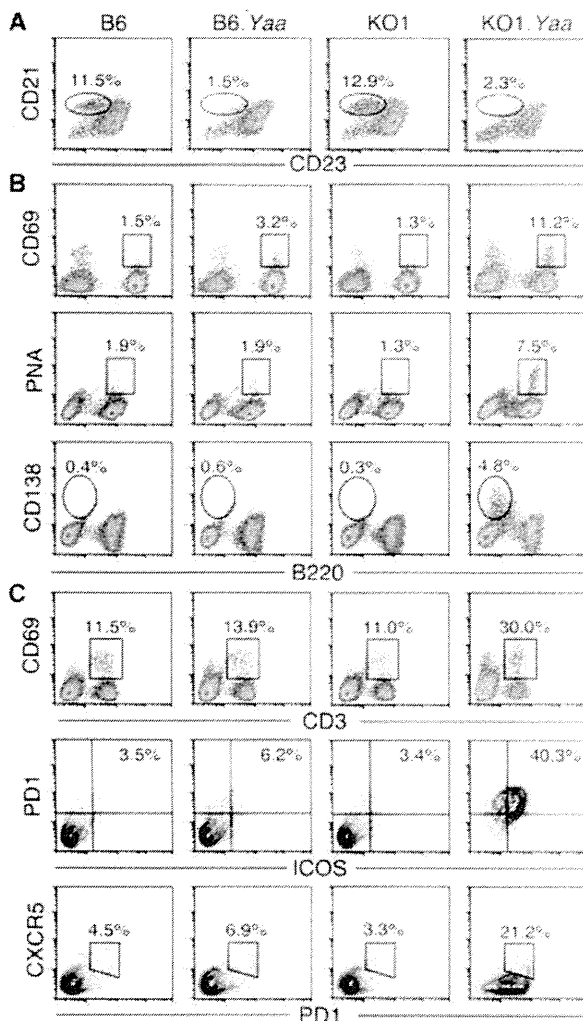 A B6 B6.Yaa KO1 KO1.Yaa
CD21 11.5% 1.5% 12.9% 2.3%
CD23
B
CD69 1.5% 3.2% 1.3% 11.2%
PNA 1.9% 1.9% 1.3% 7.5%
CD138 0.4% 0.6% 0.3% 4.8%
B220
C
CD69 11.5% 13.9% 11.0% 30.0%
CD3
PD1 3.5% 6.2% 3.4% 40.3%
ICOS
CXCR5 4.5% 6.9% 3.3% 21.2%
PD1